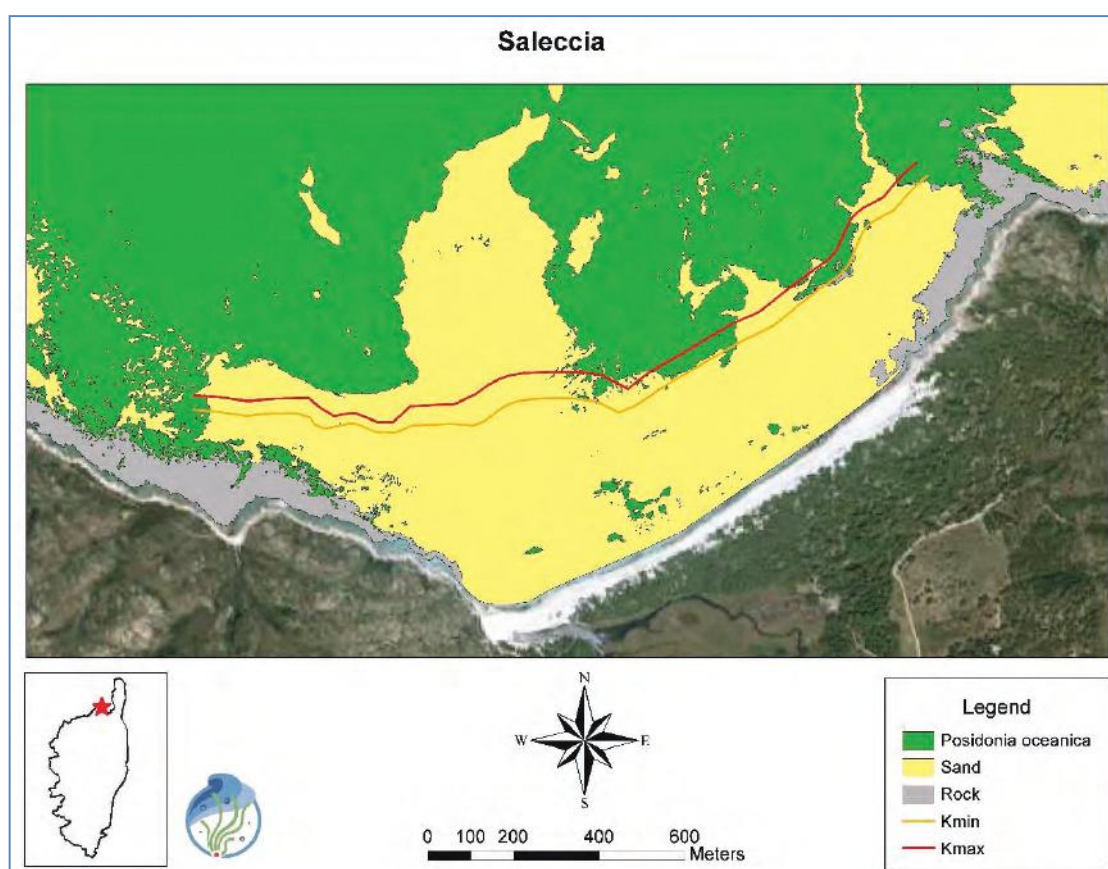 Saleccia
N
W E
S
0 100 200 400 600
Meters
Legend
Posidonia oceanica
Sand
Rock
Kmin
Kmax